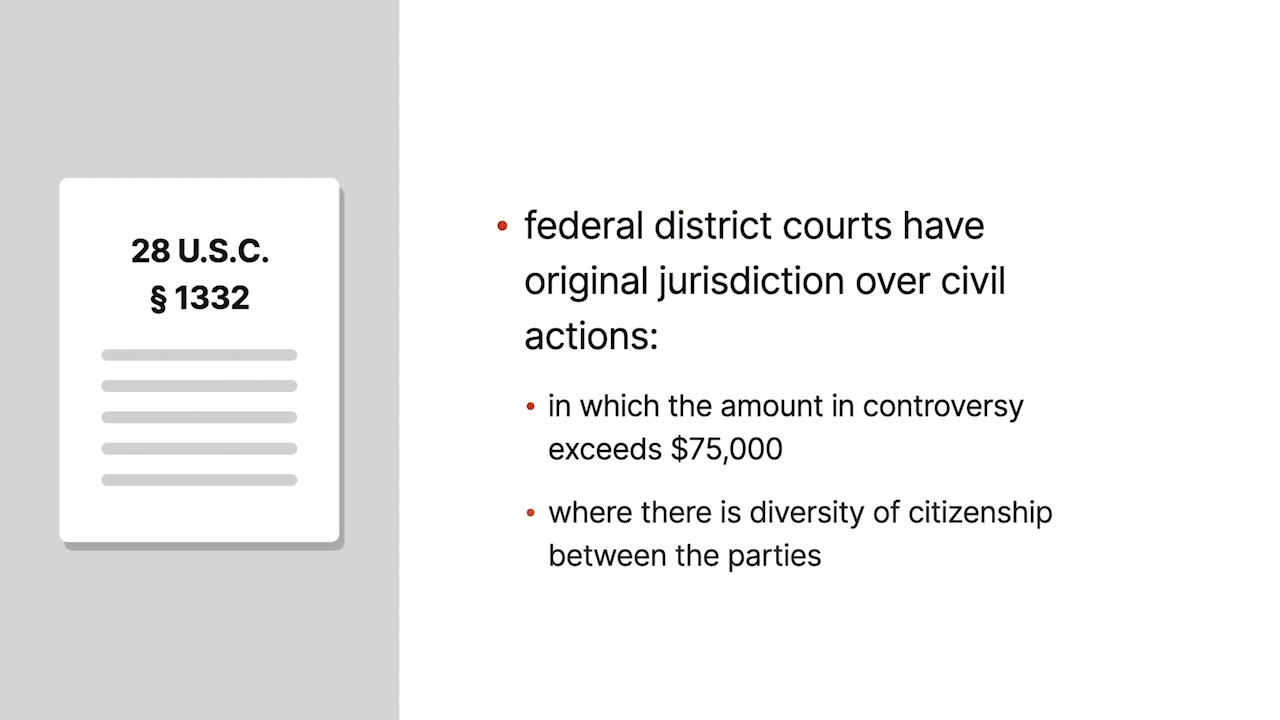 28 U.S.C.
§ 1332
• federal district courts have
original jurisdiction over civil
actions:
• in which the amount in controversy
exceeds $75,000
• where there is diversity of citizenship
between the parties